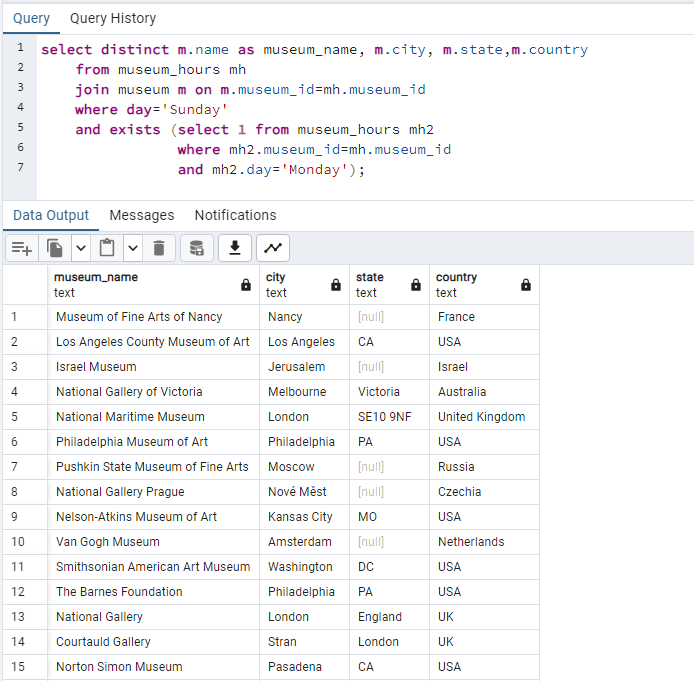 Query Query History
1 select distinct m.name as museum_name, m.city, m.state,m.country
2 from museum_hours mh
3 join museum m on m.museum_id=mh.museum_id
4 where day='Sunday'
5 and exists (select 1 from museum_hours mh2
6 where mh2.museum_id=mh.museum_id
7 and mh2.day='Monday');
Data Output Messages Notifications
museum_name city state country
text text text text
1 Museum of Fine Arts of Nancy Nancy [null] France
2 Los Angeles County Museum of Art Los Angeles CA USA
3 Israel Museum Jerusalem [null] Israel
4 National Gallery of Victoria Melbourne Victoria Australia
5 National Maritime Museum London SE10 9NF United Kingdom
6 Philadelphia Museum of Art Philadelphia PA USA
7 Pushkin State Museum of Fine Arts Moscow [null] Russia
8 National Gallery Prague Nové Měst [null] Czechia
9 Nelson-Atkins Museum of Art Kansas City MO USA
10 Van Gogh Museum Amsterdam [null] Netherlands
11 Smithsonian American Art Museum Washington DC USA
12 The Barnes Foundation Philadelphia PA USA
13 National Gallery London England UK
14 Courtauld Gallery Stran London UK
15 Norton Simon Museum Pasadena CA USA